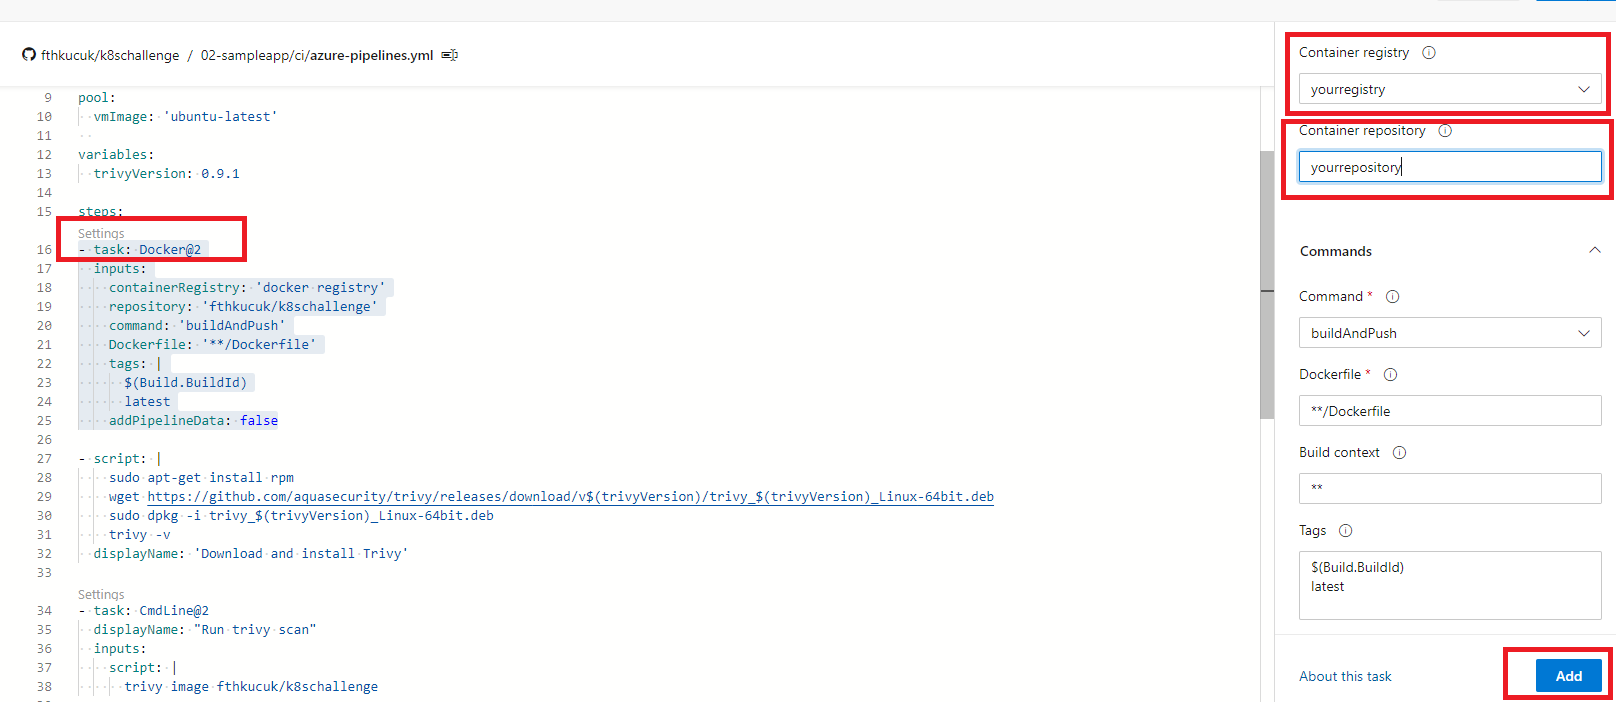 fthkucuk/k8schallenge / 02-sampleapp/ci/azure-pipelines.yml
9 pool:
10 vmImage: 'ubuntu-latest'
11
12 variables:
13 trivyVersion: 0.9.1
14
15 steps:
Settings
16 - task: Docker@2
17 inputs:
18 containerRegistry: 'docker registry'
19 repository: 'fthkucuk/k8schallenge'
20 command: 'buildAndPush'
21 Dockerfile: '**/Dockerfile'
22 tags: |
23 $(Build.BuildId)
24 latest
25 addPipelineData: false
26
27 - script: |
28 sudo apt-get install rpm
29 wget https://github.com/aquasecurity/trivy/releases/download/v$(trivyVersion)/trivy_$(trivyVersion)_Linux-64bit.deb
30 sudo dpkg -i trivy_$(trivyVersion)_Linux-64bit.deb
31 trivy -v
32 displayName: 'Download and install Trivy'
33
Settings
34 - task: CmdLine@2
35 displayName: "Run trivy scan"
36 inputs:
37 script: |
38 trivy image fthkucuk/k8schallenge
Container registry
yourregistry
Container repository
yourrepository
Commands
Command *
buildAndPush
Dockerfile *
**/Dockerfile
Build context
**
Tags
$(Build.BuildId)
latest
About this task
Add